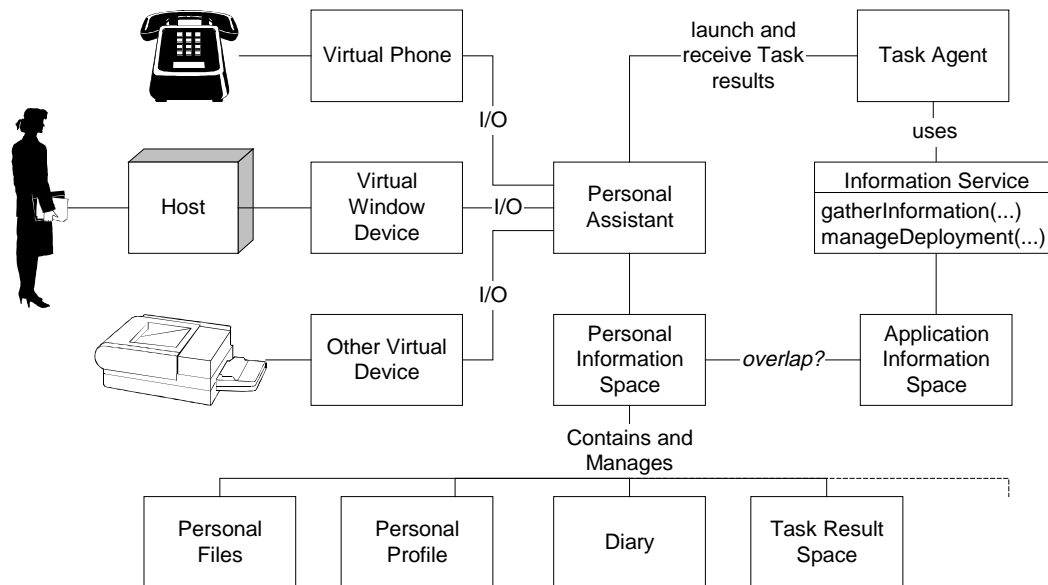 Virtual Phone
launch and
receive Task
results
Task Agent
I/O
uses
Host
Virtual
Window
Device
I/O
Personal
Assistant
Information Service
gatherInformation(...)
manageDeployment(...)
I/O
Other Virtual
Device
Personal
Information
Space
overlap?
Application
Information
Space
Contains and
Manages
Personal
Files
Personal
Profile
Diary
Task Result
Space